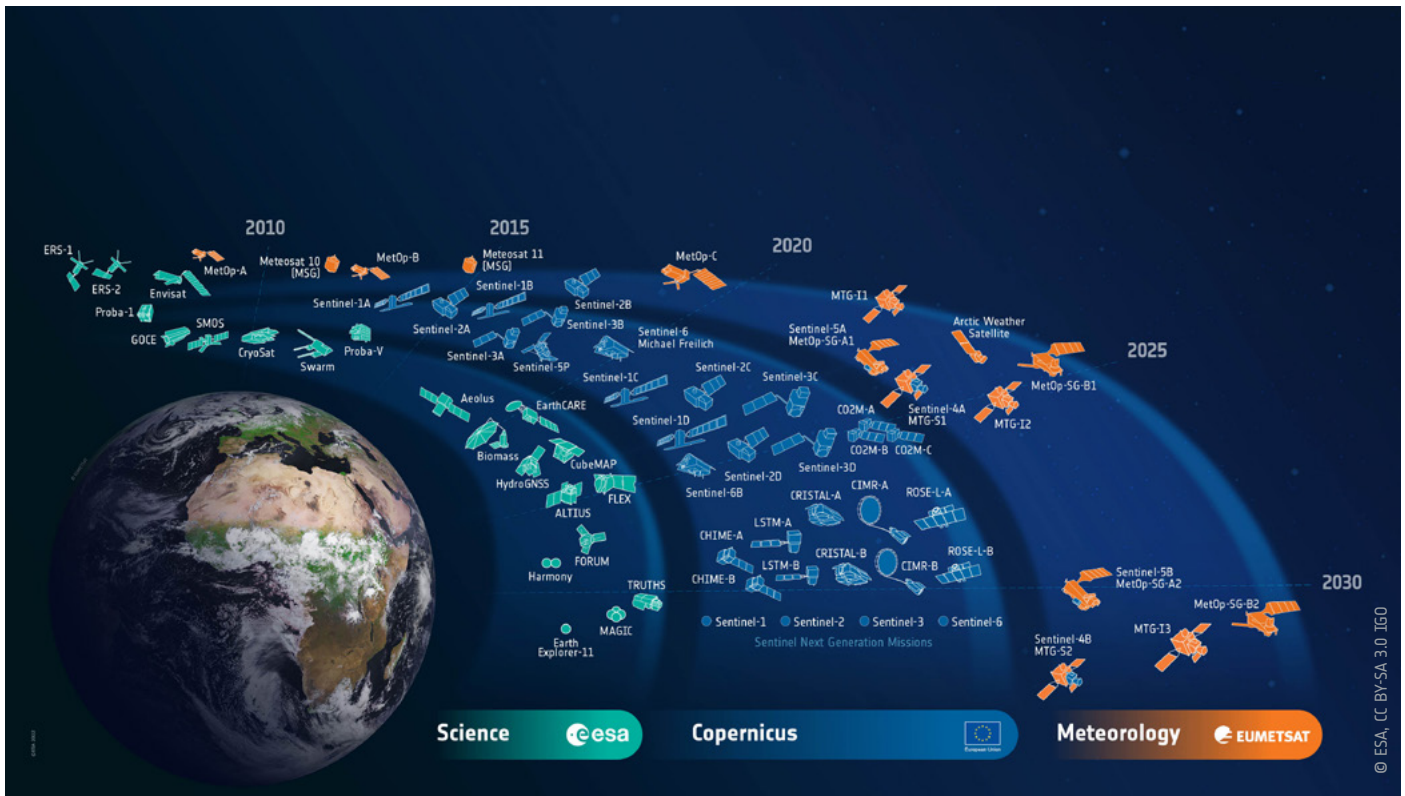 2010
2015
2020
2025
2030
ERS-1
ERS-2
Envisat
MetOp-A
Meteosat 10
(MSG)
MetOp-B
Meteosat 11
(MSG)
MetOp-C
Proba-1
GOCE
SMOS
CryoSat
Swarm
Proba-V
Sentinel-1A
Sentinel-2A
Sentinel-1B
Sentinel-2B
Sentinel-3A
Sentinel-3B
Sentinel-5P
Sentinel-6
Michael Freilich
MTG-I1
Sentinel-5A
MetOp-SG-A1
Arctic Weather
Satellite
MetOp-SG-B1
Sentinel-4A
MTG-S1
MTG-I2
Aeolus
EarthCARE
Biomass
CubeMAP
HydroGNSS
ALTIUS
FLEX
FORUM
Harmony
TRUTHS
MAGIC
Earth
Explorer-11
Sentinel-1C
Sentinel-2C
Sentinel-3C
Sentinel-1D
Sentinel-2D
Sentinel-3D
Sentinel-6B
CO2M-A
CO2M-B
CO2M-C
CRISTAL-A
CIMR-A
ROSE-L-A
CHIME-A
LSTM-A
CHIME-B
LSTM-B
CRISTAL-B
CIMR-B
ROSE-L-B
Sentinel-1
Sentinel-2
Sentinel-3
Sentinel-6
Sentinel Next Generation Missions
Sentinel-5B
MetOp-SG-A2
MetOp-SG-B2
MTG-I3
Sentinel-4B
MTG-S2
Science
esa
Copernicus
European Union
Meteorology
EUMETSAT
© ESA, CC BY-SA 3.0 IGO